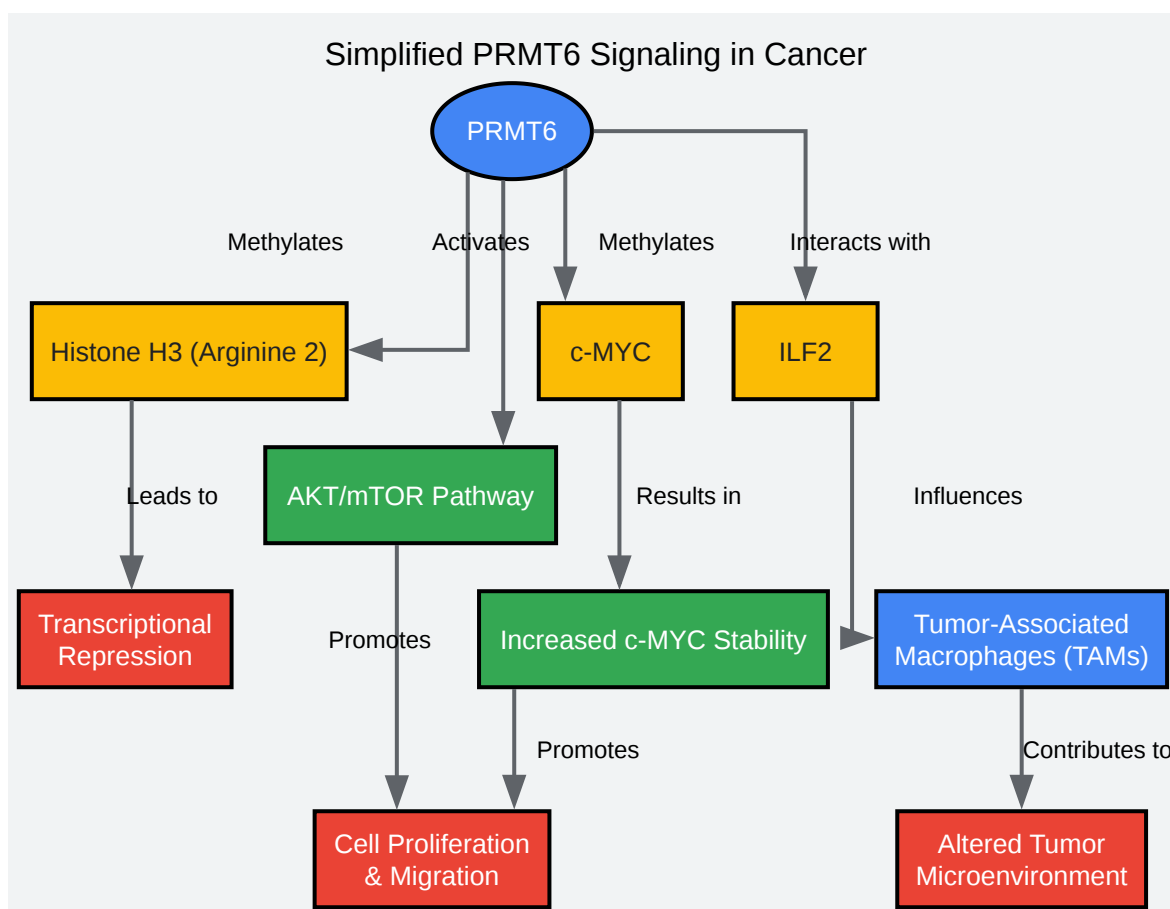 Simplified PRMT6 Signaling in Cancer
PRMT6
Methylates
Activates
Methylates
Interacts with
Histone H3 (Arginine 2)
c-MYC
ILF2
Leads to
AKT/mTOR Pathway
Results in
Influences
Transcriptional
Repression
Promotes
Increased c-MYC Stability
Tumor-Associated
Macrophages (TAMs)
Promotes
Contributes to
Cell Proliferation
& Migration
Altered Tumor
Microenvironment